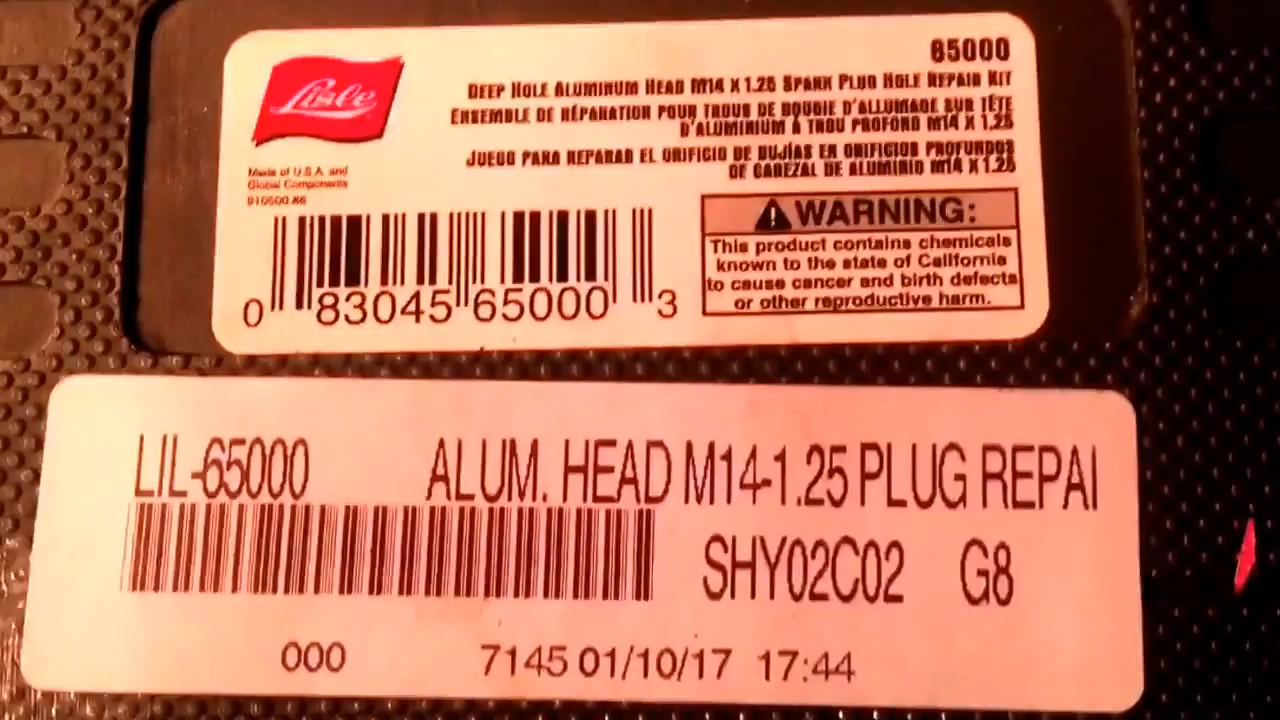 Lisle
65000
DEEP HOLE ALUMINUM HEAD M14 X 1.25 SPARK PLUG HOLE REPAIR KIT
ENSEMBLE DE RÉPARATION POUR TROUS DE BOUGIE D'ALLUMAGE SUR TÊTE
D'ALUMINIUM À TROU PROFOND M14 X 1.25
JUEGO PARA REPARAR EL ORIFICIO DE BUJÍAS EN ORIFICIOS PROFUNDOS
DE CABEZAL DE ALUMINIO M14 X 1.25
Made of U.S.A. and
Global Components
WARNING:
This product contains chemicals
known to the state of California
to cause cancer and birth defects
or other reproductive harm.
0 83045 65000 3
LIL-65000 ALUM. HEAD M14-1.25 PLUG REPAI
SHY02C02 G8
000 7145 01/10/17 17:44